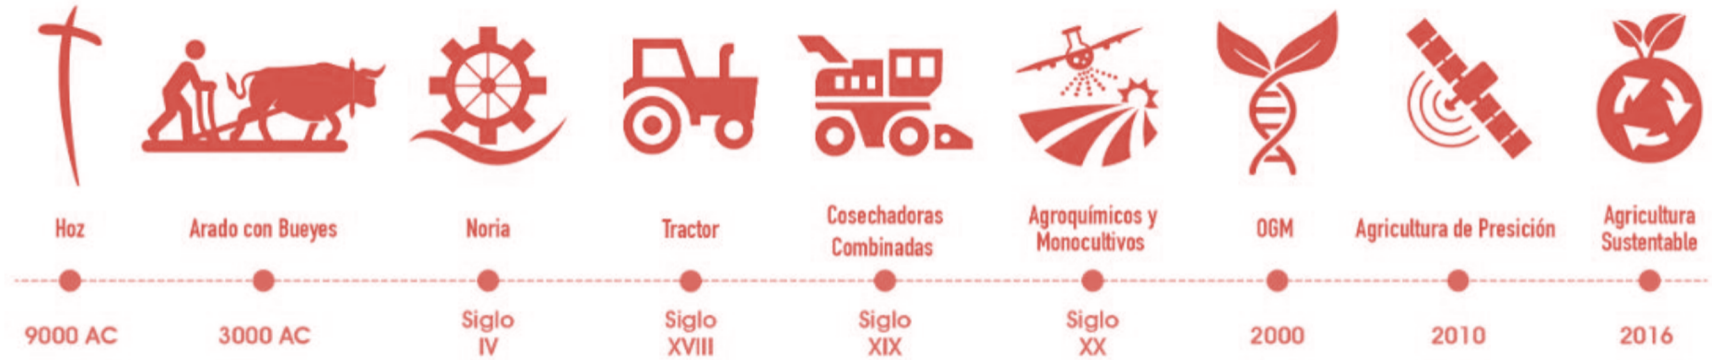 Hoz
Arado con Bueyes
Noria
Tractor
Cosechadoras
Combinadas
Agroquímicos y
Monocultivos
OGM
Agricultura de Presición
Agricultura
Sustentable
9000 AC
3000 AC
Siglo
IV
Siglo
XVIII
Siglo
XIX
Siglo
XX
2000
2010
2016